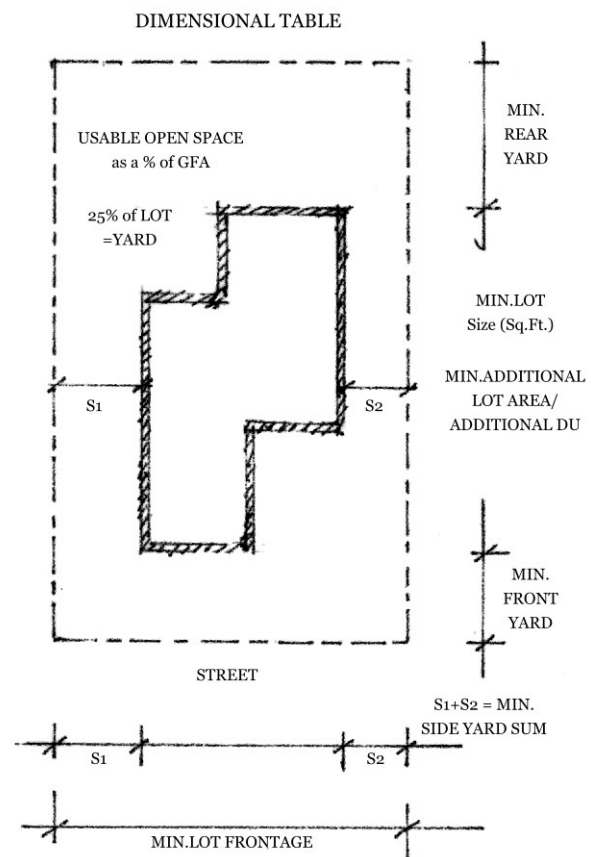 DIMENSIONAL TABLE
USABLE OPEN SPACE
as a % of GFA
25% of LOT
=YARD
MIN.
REAR
YARD
MIN.LOT
Size (Sq.Ft.)
MIN.ADDITIONAL
LOT AREA/
ADDITIONAL DU
S1
S2
MIN.
FRONT
YARD
STREET
S1+S2 = MIN.
SIDE YARD SUM
S1
S2
MIN.LOT FRONTAGE